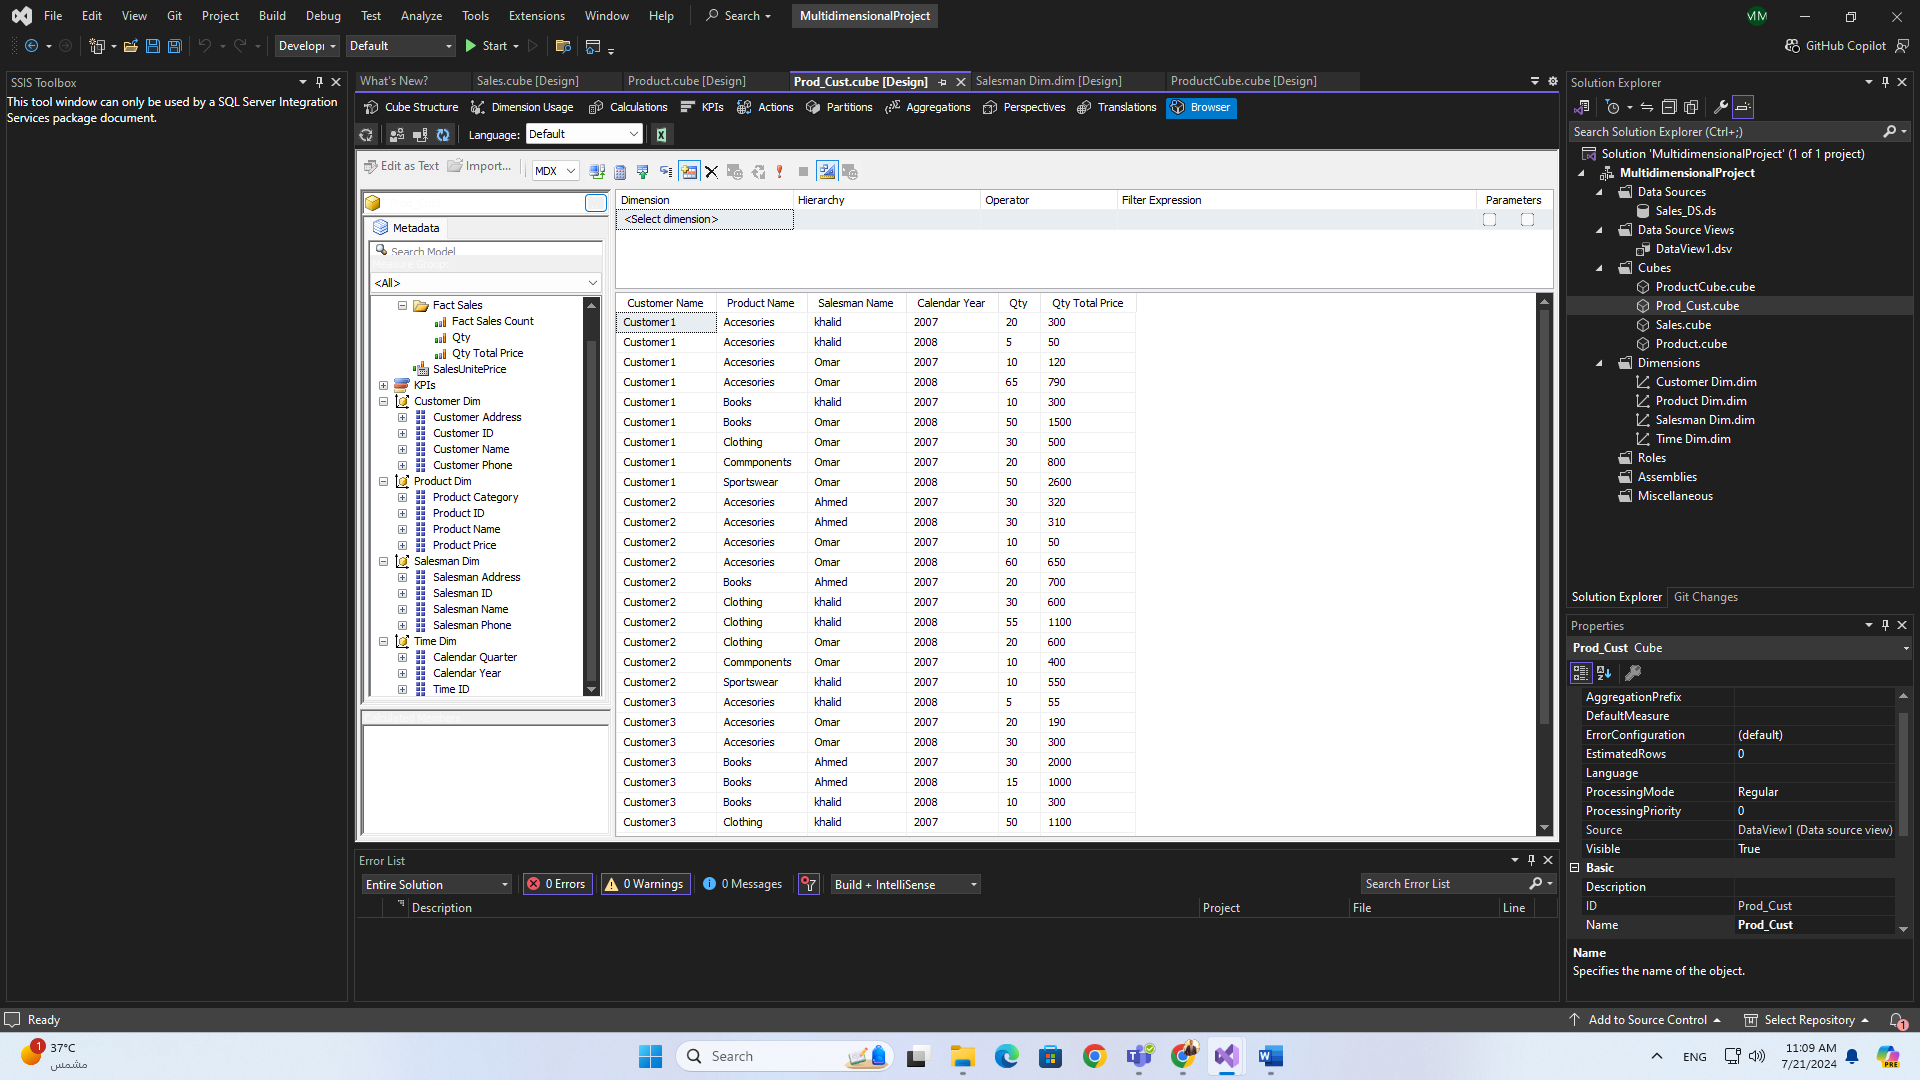 File Edit View Git Project Build Debug Test Analyze Tools Extensions Window Help Search MultidimensionalProject
Develop Default Start GitHub Copilot
SSIS Toolbox
This tool window can only be used by a SQL Server Integration
Services package document.
What's New? Sales.cube [Design] Product.cube [Design] Prod_Cust.cube [Design] Salesman Dim.dim [Design] ProductCube.cube [Design]
Cube Structure Dimension Usage Calculations KPIs Actions Partitions Aggregations Perspectives Translations Browser
Language: Default
Edit as Text Import... MDX
Metadata
Search Model
<All>
Fact Sales
Fact Sales Count
Qty
Qty Total Price
SalesUnitePrice
KPIs
Customer Dim
Customer Address
Customer ID
Customer Name
Customer Phone
Product Dim
Product Category
Product ID
Product Name
Product Price
Salesman Dim
Salesman Address
Salesman ID
Salesman Name
Salesman Phone
Time Dim
Calendar Quarter
Calendar Year
Time ID
Dimension Hierarchy Operator Filter Expression Parameters
<Select dimension>
Customer Name Product Name Salesman Name Calendar Year Qty Qty Total Price
Customer1 Accesories khalid 2007 20 300
Customer1 Accesories khalid 2008 5 50
Customer1 Accesories Omar 2007 10 120
Customer1 Accesories Omar 2008 65 790
Customer1 Books khalid 2007 10 300
Customer1 Books Omar 2008 50 1500
Customer1 Clothing Omar 2007 30 500
Customer1 Commponents Omar 2007 20 800
Customer1 Sportswear Omar 2008 50 2600
Customer2 Accesories Ahmed 2007 30 320
Customer2 Accesories Ahmed 2008 30 310
Customer2 Accesories Omar 2007 10 50
Customer2 Accesories Omar 2008 60 650
Customer2 Books Ahmed 2007 20 700
Customer2 Clothing khalid 2007 30 600
Customer2 Clothing khalid 2008 55 1100
Customer2 Clothing Omar 2008 20 600
Customer2 Commponents Omar 2007 10 400
Customer2 Sportswear khalid 2007 10 550
Customer3 Accesories khalid 2008 5 55
Customer3 Accesories Omar 2007 20 190
Customer3 Accesories Omar 2008 30 300
Customer3 Books Ahmed 2007 30 2000
Customer3 Books Ahmed 2008 15 1000
Customer3 Books khalid 2008 10 300
Customer3 Clothing khalid 2007 50 1100
Error List
Entire Solution 0 Errors 0 Warnings 0 Messages Build + IntelliSense Search Error List
Description Project File Line
Solution Explorer
Search Solution Explorer (Ctrl+;)
Solution 'MultidimensionalProject' (1 of 1 project)
MultidimensionalProject
Data Sources
Sales_DS.ds
Data Source Views
DataView1.dsv
Cubes
ProductCube.cube
Prod_Cust.cube
Sales.cube
Product.cube
Dimensions
Customer Dim.dim
Product Dim.dim
Salesman Dim.dim
Time Dim.dim
Roles
Assemblies
Miscellaneous
Solution Explorer Git Changes
Properties
Prod_Cust Cube
AggregationPrefix
DefaultMeasure
ErrorConfiguration (default)
EstimatedRows 0
Language
ProcessingMode Regular
ProcessingPriority 0
Source DataView1 (Data source view)
Visible True
Basic
Description
ID Prod_Cust
Name Prod_Cust
Name
Specifies the name of the object.
Ready Add to Source Control Select Repository 1
1 37°C
مشمس
Search
ENG
11:09 AM
7/21/2024
PRE